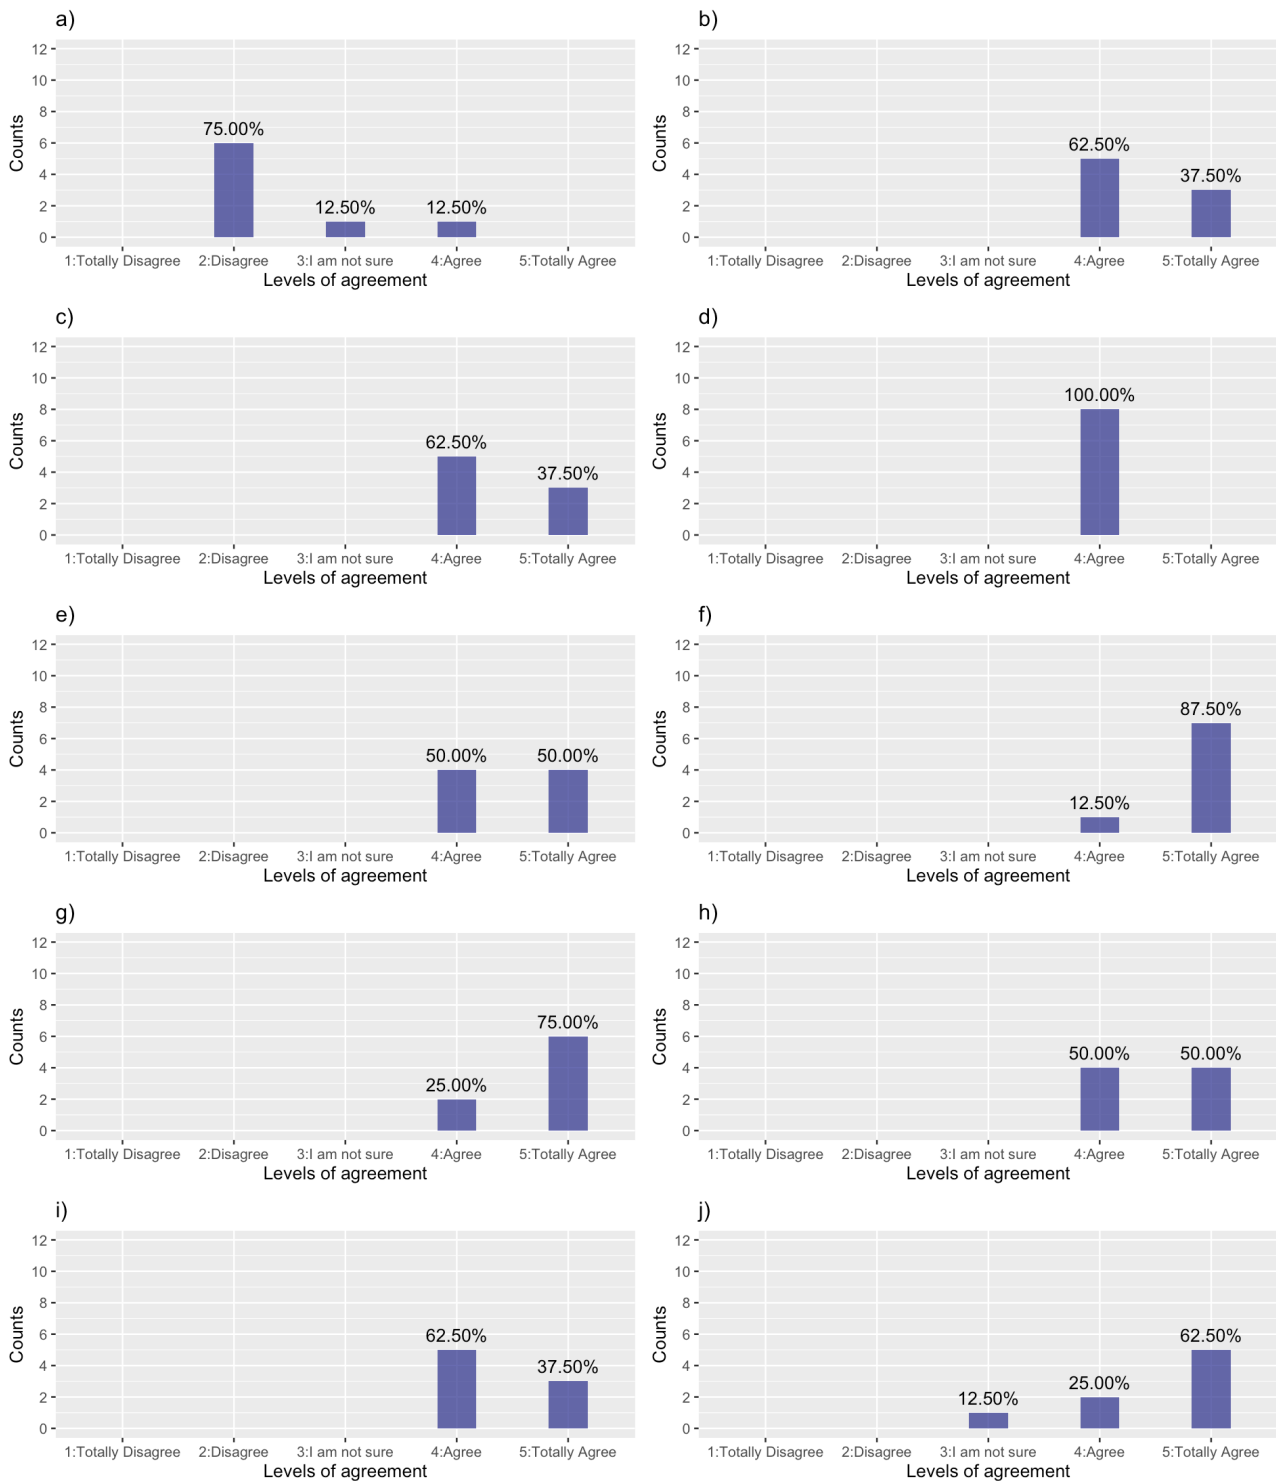 a)
12
10
8
6
4
2
0
Counts
75.00%
12.50% 12.50%
1:Totally Disagree 2:Disagree 3:I am not sure 4:Agree 5:Totally Agree
Levels of agreement
b)
12
10
8
6
4
2
0
Counts
62.50%
37.50%
1:Totally Disagree 2:Disagree 3:I am not sure 4:Agree 5:Totally Agree
Levels of agreement
c)
12
10
8
6
4
2
0
Counts
62.50%
37.50%
1:Totally Disagree 2:Disagree 3:I am not sure 4:Agree 5:Totally Agree
Levels of agreement
d)
12
10
8
6
4
2
0
Counts
100.00%
1:Totally Disagree 2:Disagree 3:I am not sure 4:Agree 5:Totally Agree
Levels of agreement
e)
12
10
8
6
4
2
0
Counts
50.00% 50.00%
1:Totally Disagree 2:Disagree 3:I am not sure 4:Agree 5:Totally Agree
Levels of agreement
f)
12
10
8
6
4
2
0
Counts
87.50%
12.50%
1:Totally Disagree 2:Disagree 3:I am not sure 4:Agree 5:Totally Agree
Levels of agreement
g)
12
10
8
6
4
2
0
Counts
75.00%
25.00%
1:Totally Disagree 2:Disagree 3:I am not sure 4:Agree 5:Totally Agree
Levels of agreement
h)
12
10
8
6
4
2
0
Counts
50.00% 50.00%
1:Totally Disagree 2:Disagree 3:I am not sure 4:Agree 5:Totally Agree
Levels of agreement
i)
12
10
8
6
4
2
0
Counts
62.50%
37.50%
1:Totally Disagree 2:Disagree 3:I am not sure 4:Agree 5:Totally Agree
Levels of agreement
j)
12
10
8
6
4
2
0
Counts
62.50%
25.00%
12.50%
1:Totally Disagree 2:Disagree 3:I am not sure 4:Agree 5:Totally Agree
Levels of agreement